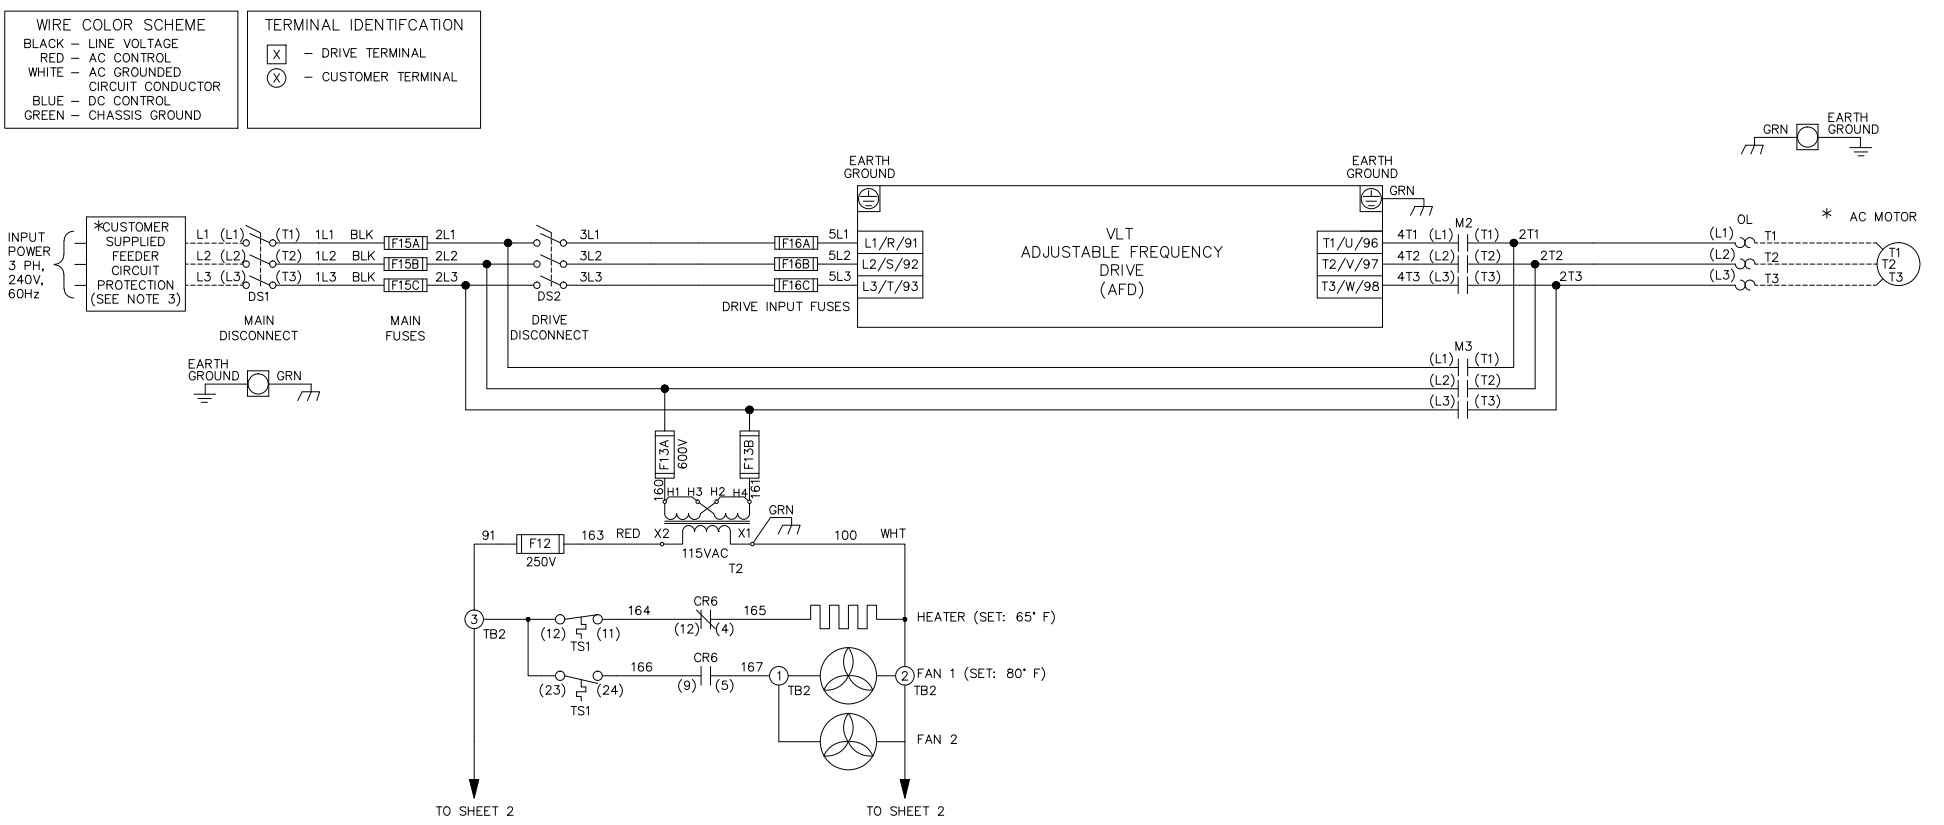 WIRE COLOR SCHEME
BLACK – LINE VOLTAGE
RED – AC CONTROL
WHITE – AC GROUNDED
CIRCUIT CONDUCTOR
BLUE – DC CONTROL
GREEN – CHASSIS GROUND
TERMINAL IDENTIFCATION
X – DRIVE TERMINAL
X – CUSTOMER TERMINAL
GRN
EARTH
GROUND
EARTH
GROUND
EARTH
GROUND
GRN
INPUT
POWER
3 PH,
240V,
60Hz
*CUSTOMER
SUPPLIED
FEEDER
CIRCUIT
PROTECTION
(SEE NOTE 3)
L1 (L1) (T1) 1L1 BLK F15A 2L1 3L1 F16A 5L1 L1/R/91
L2 (L2) (T2) 1L2 BLK F15B 2L2 3L2 F16B 5L2 L2/S/92
L3 (L3) (T3) 1L3 BLK F15C 2L3 3L3 F16C 5L3 L3/T/93
DS1
DS2
MAIN
DISCONNECT
MAIN
FUSES
DRIVE
DISCONNECT
DRIVE INPUT FUSES
VLT
ADJUSTABLE FREQUENCY
DRIVE
(AFD)
M2
OL
* AC MOTOR
T1/U/96 4T1 (L1) (T1) 2T1 (L1) T1
T2/V/97 4T2 (L2) (T2) 2T2 (L2) T2
T3/W/98 4T3 (L3) (T3) 2T3 (L3) T3
T1
T2
T3
M3
(L1) (T1)
(L2) (T2)
(L3) (T3)
EARTH
GROUND
GRN
F13A
600V
F13B
160
161
H1 H3 H2 H4
GRN
91 F12 163 RED X2 X1 100 WHT
250V
115VAC
T2
3
TB2
(12) (11)
TS1
164
CR6
(12) (4)
165
HEATER (SET: 65° F)
(23) (24)
TS1
166
CR6
(9) (5)
167
1
TB2
2
TB2
FAN 1 (SET: 80° F)
FAN 2
TO SHEET 2
TO SHEET 2